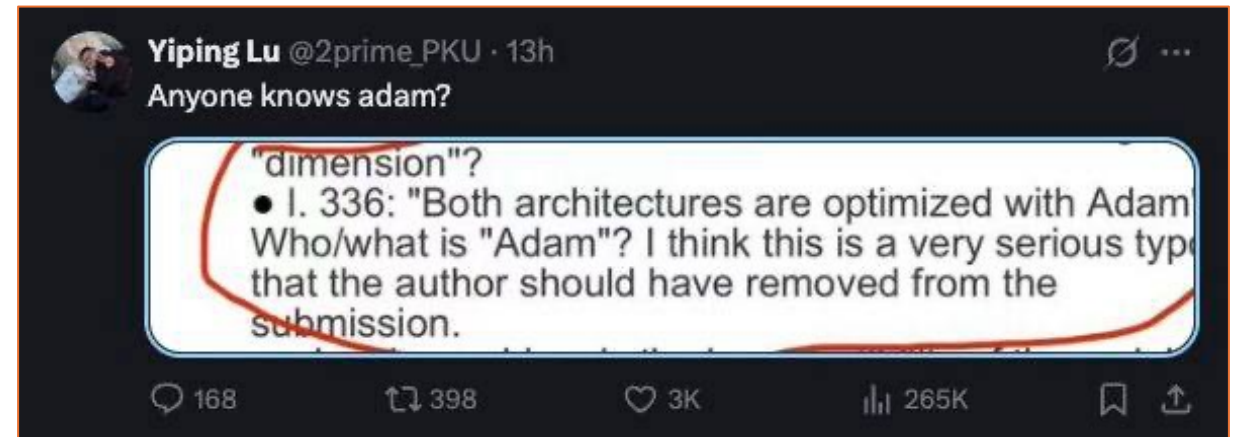 Yiping Lu @2prime_PKU · 13h
Anyone knows adam?
"dimension"?
● l. 336: "Both architectures are optimized with Adam"
Who/what is "Adam"? I think this is a very serious typo
that the author should have removed from the
submission.
168 398 3K 265K